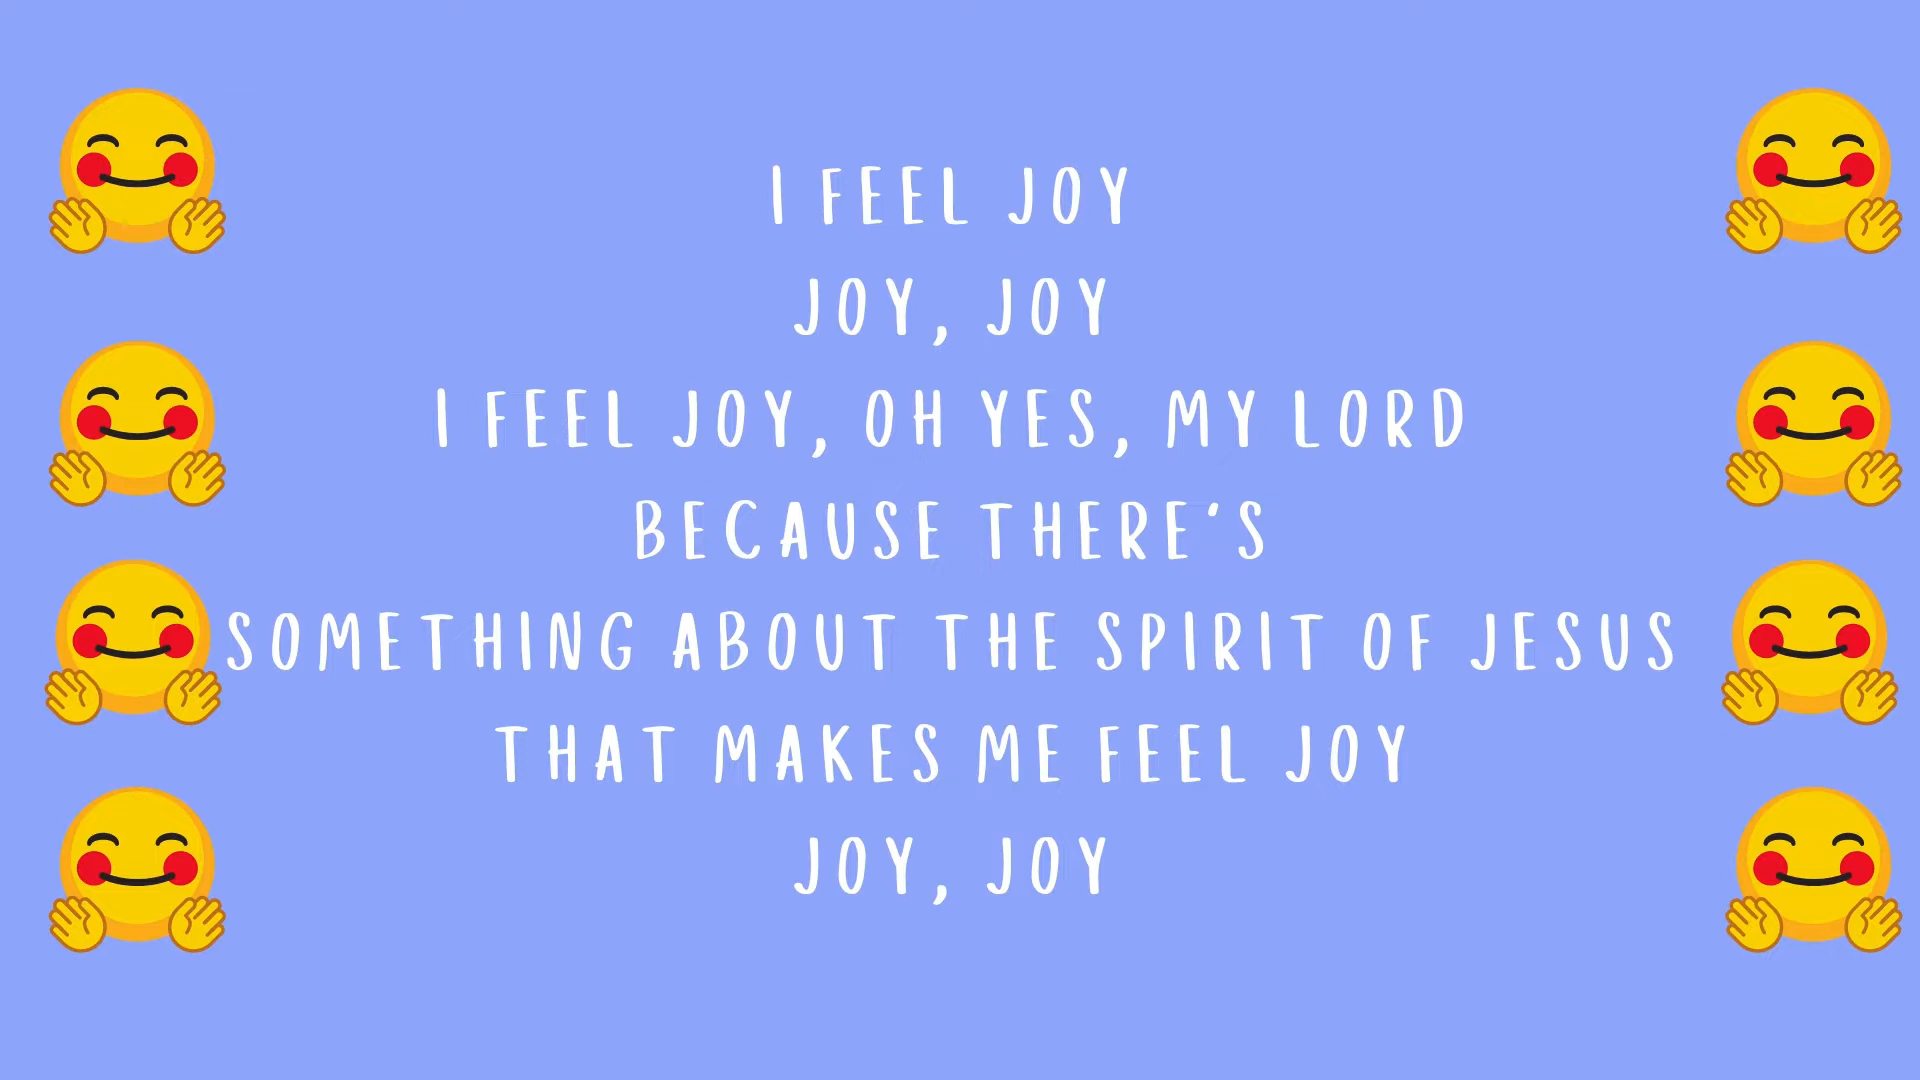 I FEEL JOY
JOY, JOY
I FEEL JOY, OH YES, MY LORD
BECAUSE THERE'S
SOMETHING ABOUT THE SPIRIT OF JESUS
THAT MAKES ME FEEL JOY
JOY, JOY